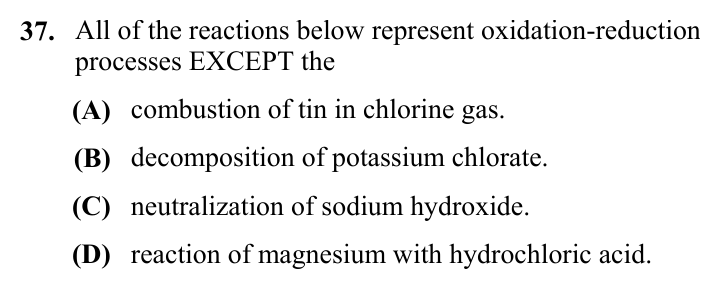 37. All of the reactions below represent oxidation-reduction
processes EXCEPT the
(A) combustion of tin in chlorine gas.
(B) decomposition of potassium chlorate.
(C) neutralization of sodium hydroxide.
(D) reaction of magnesium with hydrochloric acid.